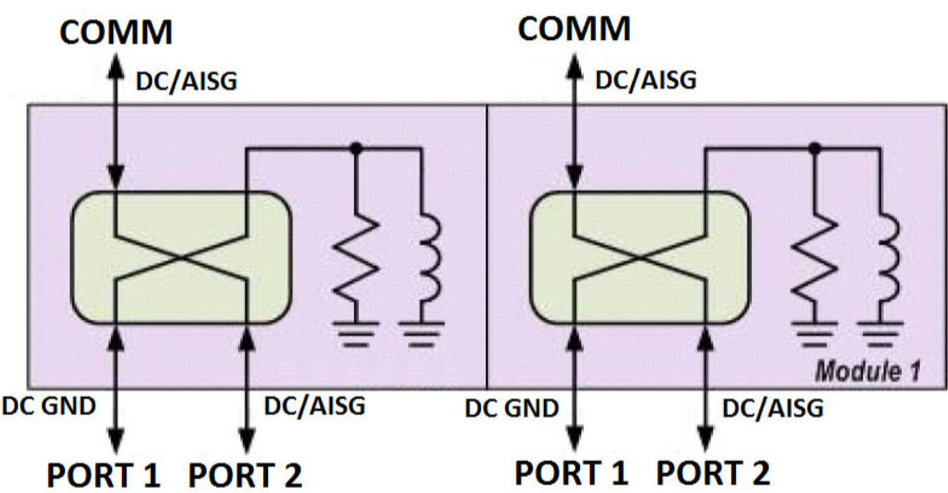 COMM
COMM
DC/AISG
DC/AISG
Module 1
DC GND
DC/AISG
DC GND
DC/AISG
PORT 1
PORT 2
PORT 1
PORT 2